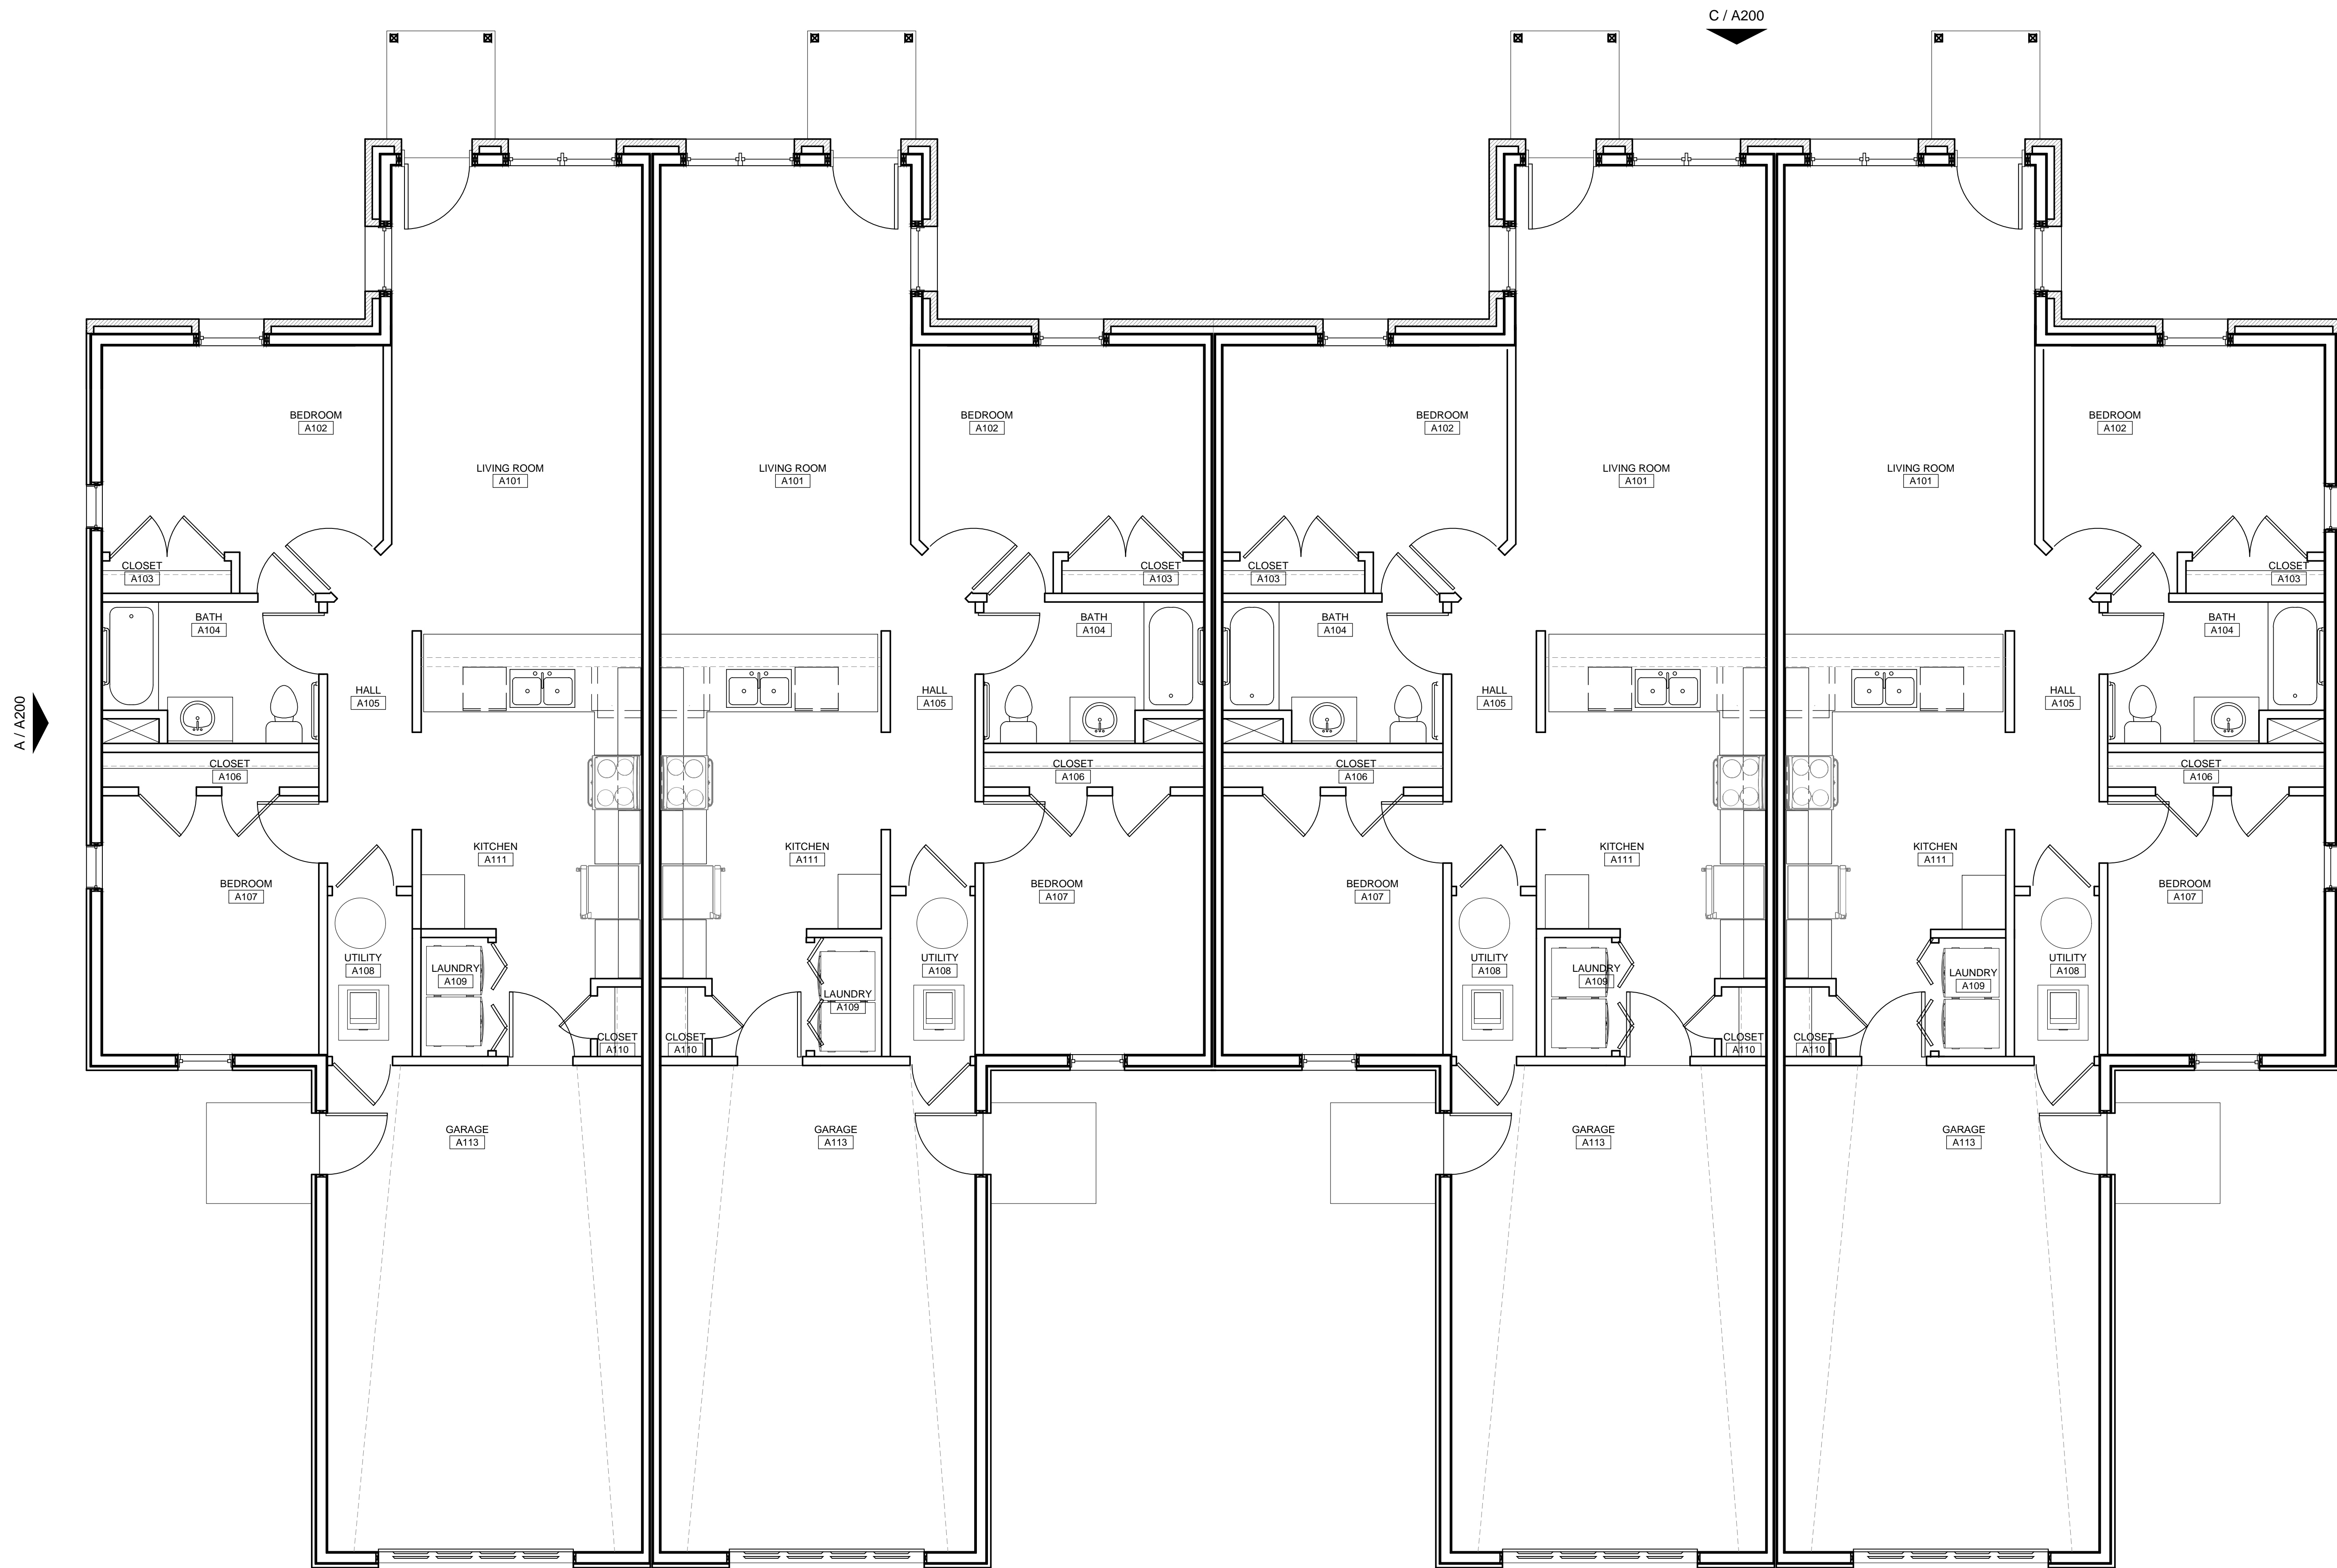 C / A200
BEDROOM
A102
BEDROOM
A102
BEDROOM
A102
BEDROOM
A102
LIVING ROOM
A101
LIVING ROOM
A101
LIVING ROOM
A101
LIVING ROOM
A101
CLOSET
A103
CLOSET
A103
CLOSET
A103
CLOSET
A103
BATH
A104
BATH
A104
BATH
A104
BATH
A104
A / A200
HALL
A105
HALL
A105
HALL
A105
HALL
A105
CLOSET
A106
CLOSET
A106
CLOSET
A106
CLOSET
A106
KITCHEN
A111
KITCHEN
A111
KITCHEN
A111
KITCHEN
A111
BEDROOM
A107
BEDROOM
A107
BEDROOM
A107
BEDROOM
A107
UTILITY
A108
LAUNDRY
A109
LAUNDRY
A109
UTILITY
A108
UTILITY
A108
LAUNDRY
A109
LAUNDRY
A109
UTILITY
A108
CLOSET
A110
CLOSET
A110
CLOSET
A110
CLOSET
A110
GARAGE
A113
GARAGE
A113
GARAGE
A113
GARAGE
A113